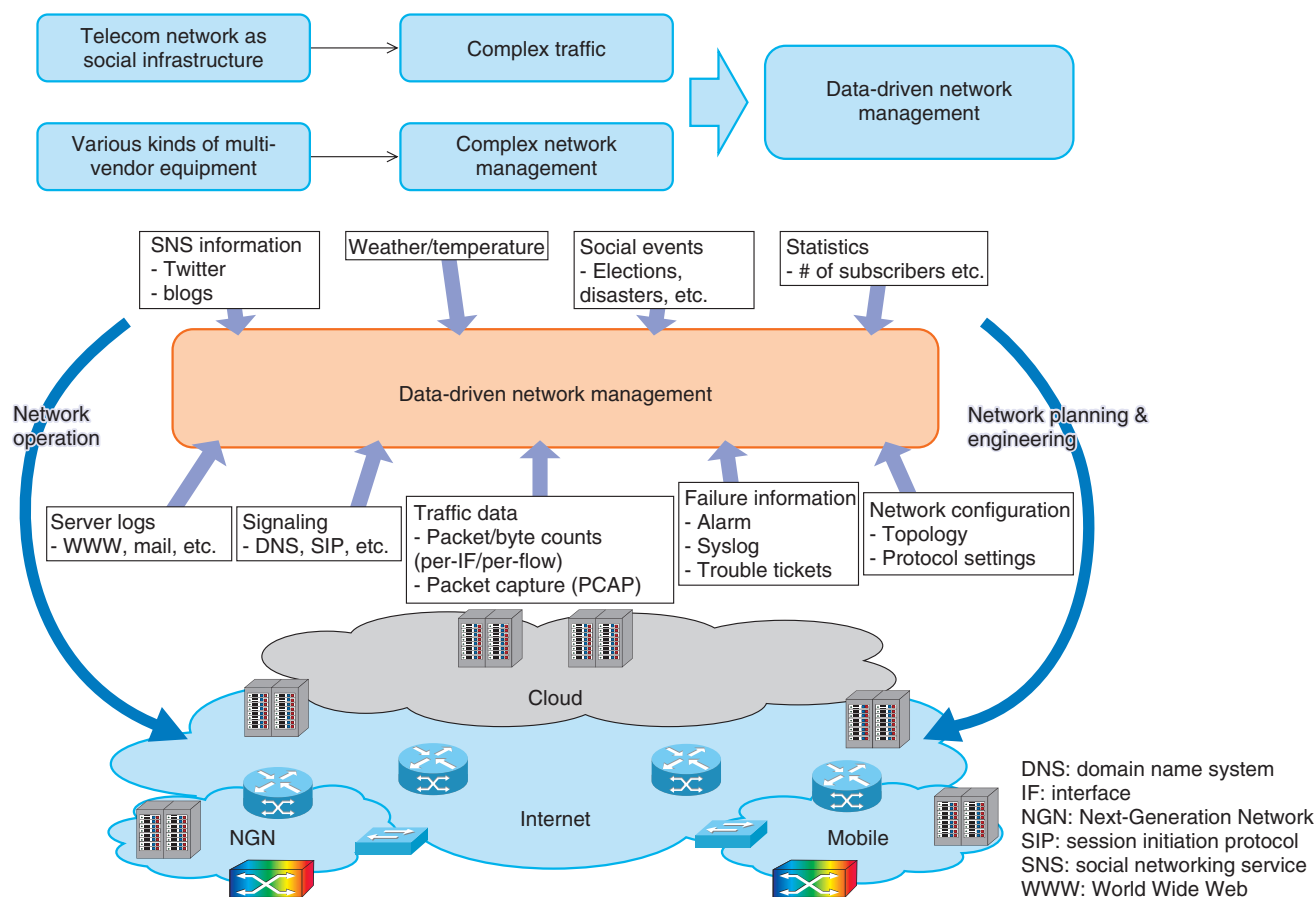 Telecom network as
social infrastructure
Complex traffic
Data-driven network
management
Various kinds of multi-
vendor equipment
Complex network
management
SNS information
- Twitter
- blogs
Weather/temperature
Social events
- Elections,
disasters, etc.
Statistics
- # of subscribers etc.
Data-driven network management
Network
operation
Network planning &
engineering
Server logs
- WWW, mail, etc.
Signaling
- DNS, SIP, etc.
Traffic data
- Packet/byte counts
(per-IF/per-flow)
- Packet capture (PCAP)
Failure information
- Alarm
- Syslog
- Trouble tickets
Network configuration
- Topology
- Protocol settings
Cloud
Internet
NGN
Mobile
DNS: domain name system
IF: interface
NGN: Next-Generation Network
SIP: session initiation protocol
SNS: social networking service
WWW: World Wide Web